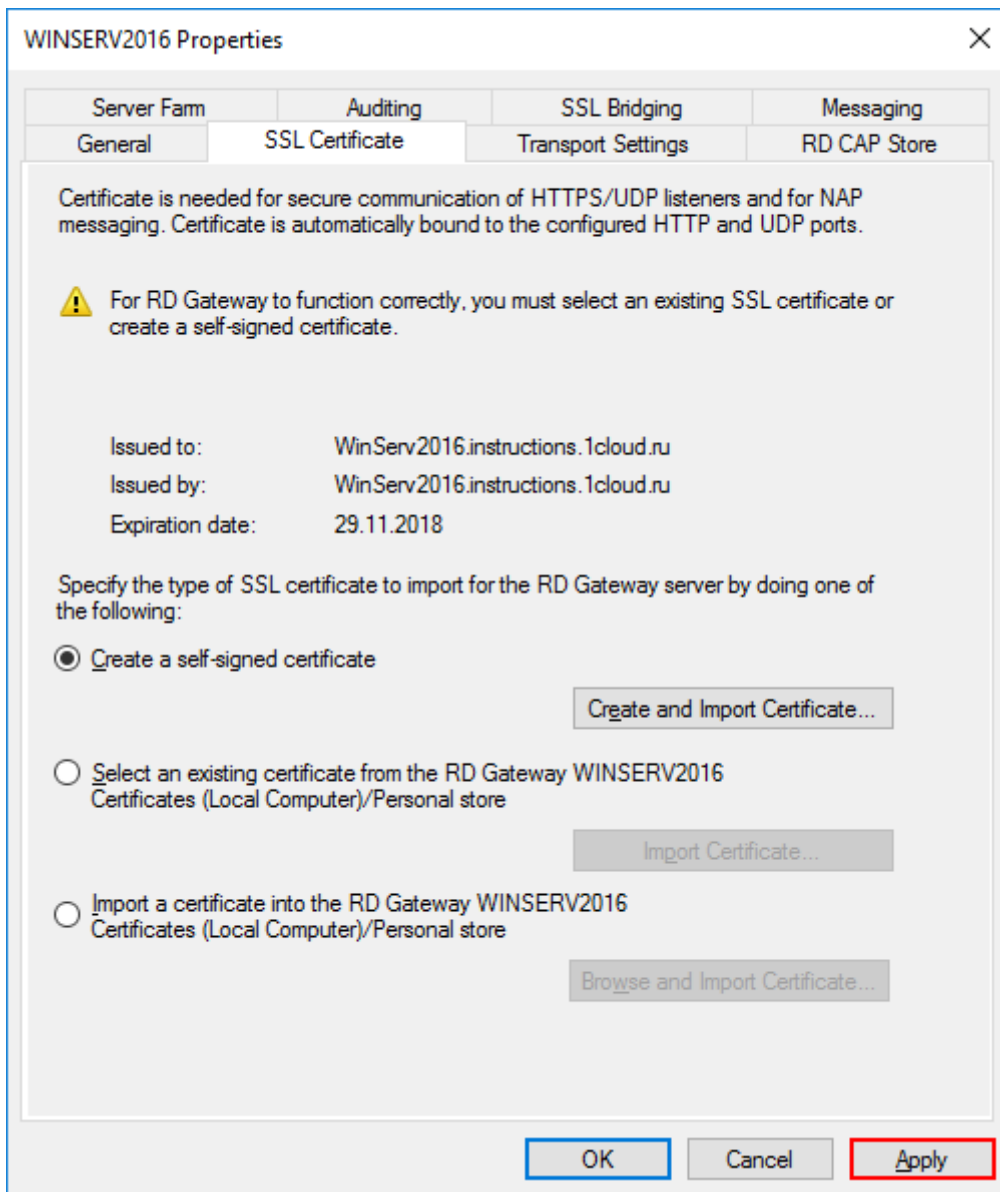 WINSERV2016 Properties
Server Farm Auditing SSL Bridging Messaging
General SSL Certificate Transport Settings RD CAP Store
Certificate is needed for secure communication of HTTPS/UDP listeners and for NAP
messaging. Certificate is automatically bound to the configured HTTP and UDP ports.
For RD Gateway to function correctly, you must select an existing SSL certificate or
create a self-signed certificate.
Issued to: WinServ2016.instructions.1cloud.ru
Issued by: WinServ2016.instructions.1cloud.ru
Expiration date: 29.11.2018
Specify the type of SSL certificate to import for the RD Gateway server by doing one of
the following:
Create a self-signed certificate
Create and Import Certificate...
Select an existing certificate from the RD Gateway WINSERV2016
Certificates (Local Computer)/Personal store
Import Certificate...
Import a certificate into the RD Gateway WINSERV2016
Certificates (Local Computer)/Personal store
Browse and Import Certificate...
OK Cancel Apply